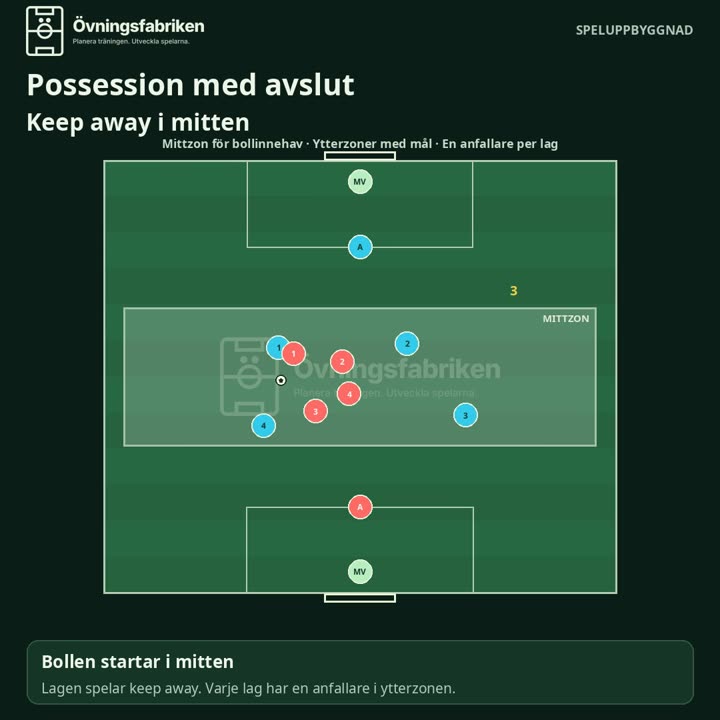 Övningsfabriken
Planera träningen. Utveckla spelarna.
SPELUPPBYGGNAD
Possession med avslut
Keep away i mitten
Mittzon för bollinnehav · Ytterzoner med mål · En anfallare per lag
MV
A
3
MITTZON
1
1
2
2
Övningsfabriken
Planera träningen. Utveckla spelarna.
4
3
3
4
A
MV
Bollen startar i mitten
Lagen spelar keep away. Varje lag har en anfallare i ytterzonen.